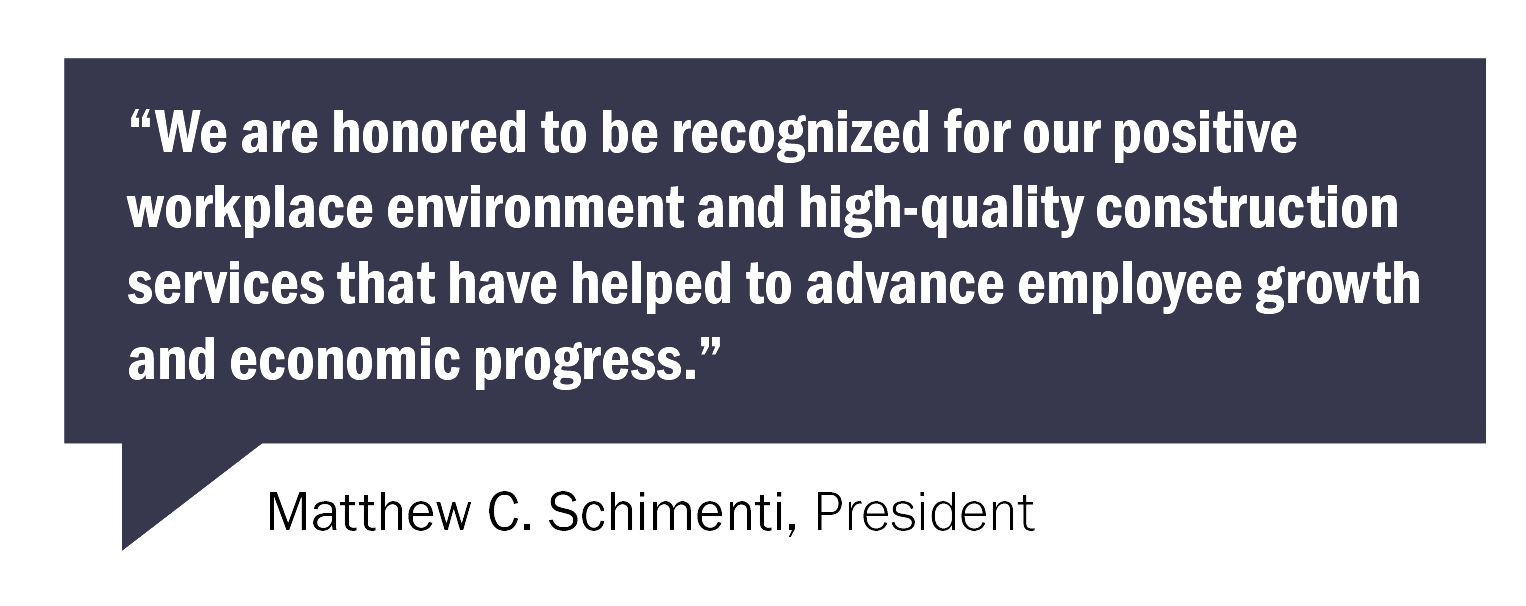 “We are honored to be recognized for our positive
workplace environment and high-quality construction
services that have helped to advance employee growth
and economic progress.”
Matthew C. Schimenti, President